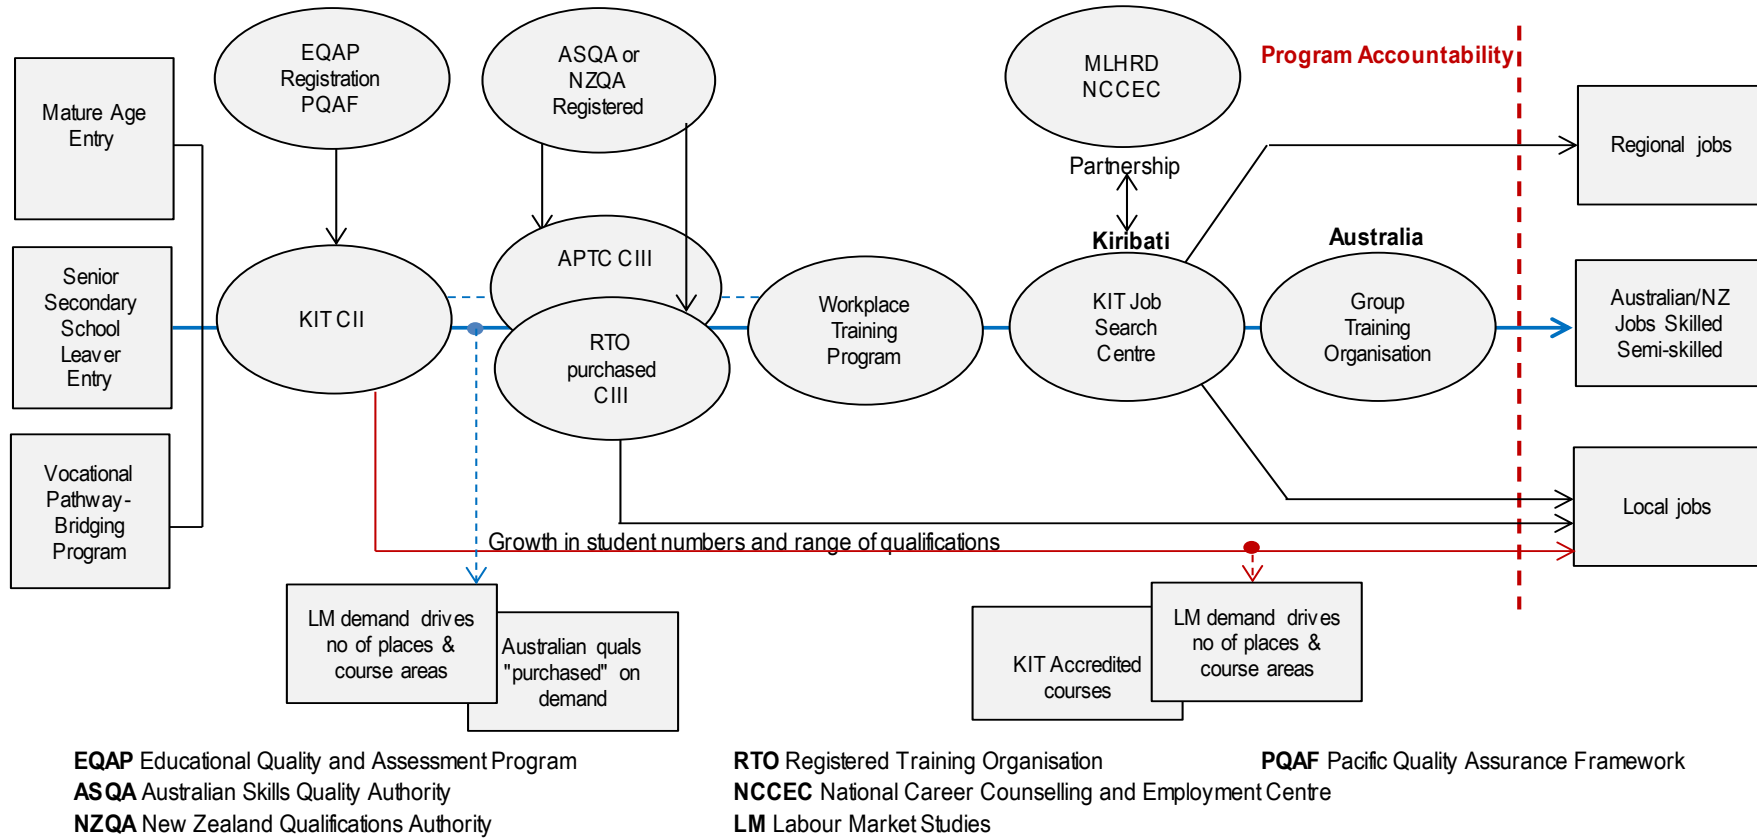 EQAP
Registration
PQAF
ASQA or
NZQA
Registered
MLHRD
NCCEC
Program Accountability
Mature Age
Entry
Regional jobs
Partnership
Kiribati
Australia
Senior
Secondary
School
Leaver
Entry
KIT CII
APTC CIII
RTO
purchased
CIII
Workplace
Training
Program
KIT Job
Search
Centre
Group
Training
Organisation
Australian/NZ
Jobs Skilled
Semi-skilled
Vocational
Pathway-
Bridging
Program
Local jobs
Growth in student numbers and range of qualifications
LM demand drives
no of places &
course areas
Australian quals
"purchased" on
demand
KIT Accredited
courses
LM demand drives
no of places &
course areas
EQAP Educational Quality and Assessment Program
RTO Registered Training Organisation
PQAF Pacific Quality Assurance Framework
ASQA Australian Skills Quality Authority
NCCEC National Career Counselling and Employment Centre
NZQA New Zealand Qualifications Authority
LM Labour Market Studies